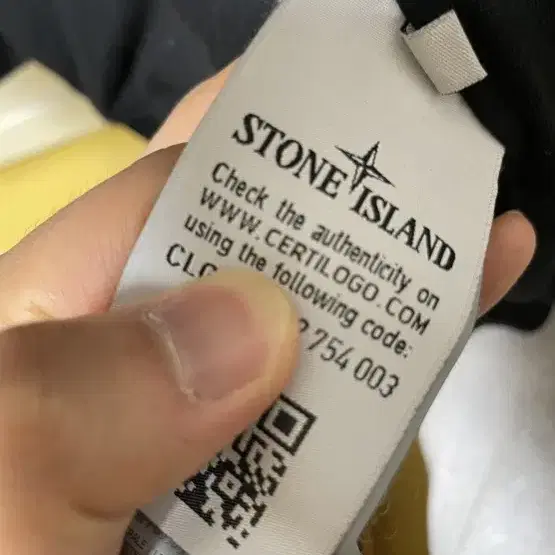 STONE ISLAND
Check the authenticity on
WWW.CERTILOGO.COM
using the following code:
754 003